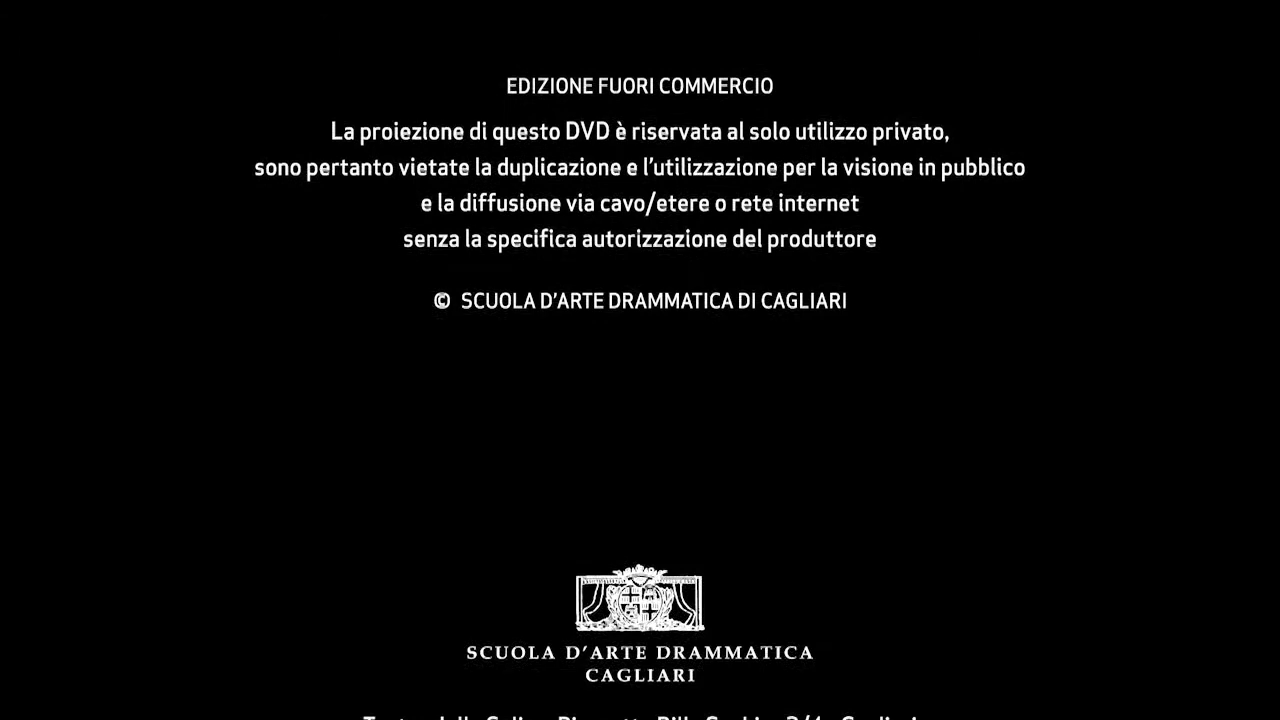 EDIZIONE FUORI COMMERCIO
La proiezione di questo DVD è riservata al solo utilizzo privato,
sono pertanto vietate la duplicazione e l’utilizzazione per la visione in pubblico
e la diffusione via cavo/etere o rete internet
senza la specifica autorizzazione del produttore
© SCUOLA D’ARTE DRAMMATICA DI CAGLIARI
SCUOLA D’ARTE DRAMMATICA
CAGLIARI